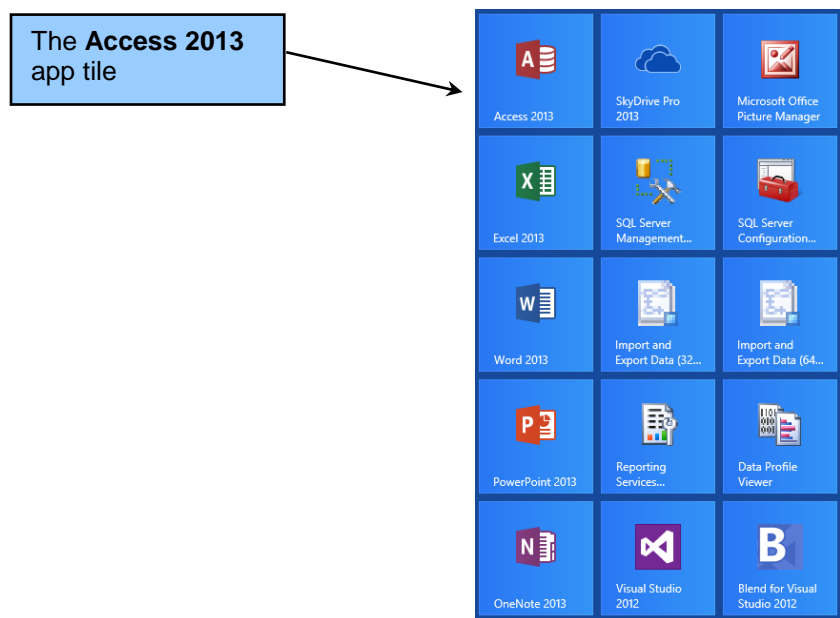 The Access 2013
app tile
Access 2013
SkyDrive Pro
2013
Microsoft Office
Picture Manager
Excel 2013
SQL Server
Management...
SQL Server
Configuration...
Word 2013
Import and
Export Data (32...
Import and
Export Data (64...
PowerPoint 2013
Reporting
Services...
Data Profile
Viewer
OneNote 2013
Visual Studio
2012
Blend for Visual
Studio 2012